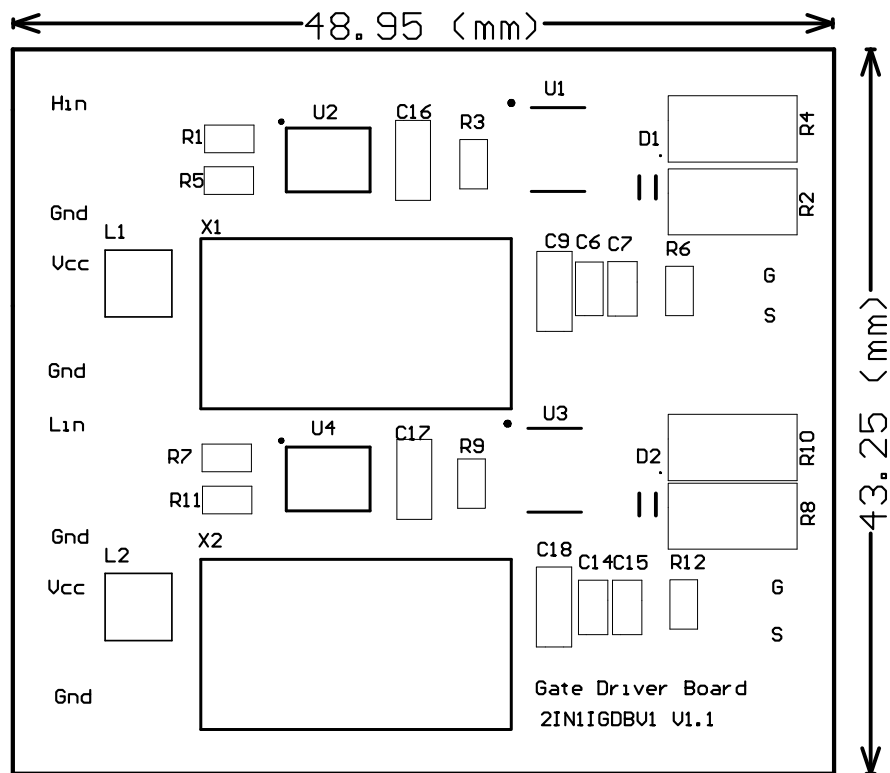 48.95 (mm)
Hin
U1
U2
C16
R3
R1
D1
R4
R5
R2
Gnd
L1
X1
Vcc
C9
C6
C7
R6
G
S
43.25 (mm)
Gnd
Lin
U4
C17
U3
R9
R7
D2
R10
R11
R8
Gnd
X2
L2
C18
C14
C15
R12
Vcc
G
S
Gnd
Gate Driver Board
2IN1IGDBV1 V1.1